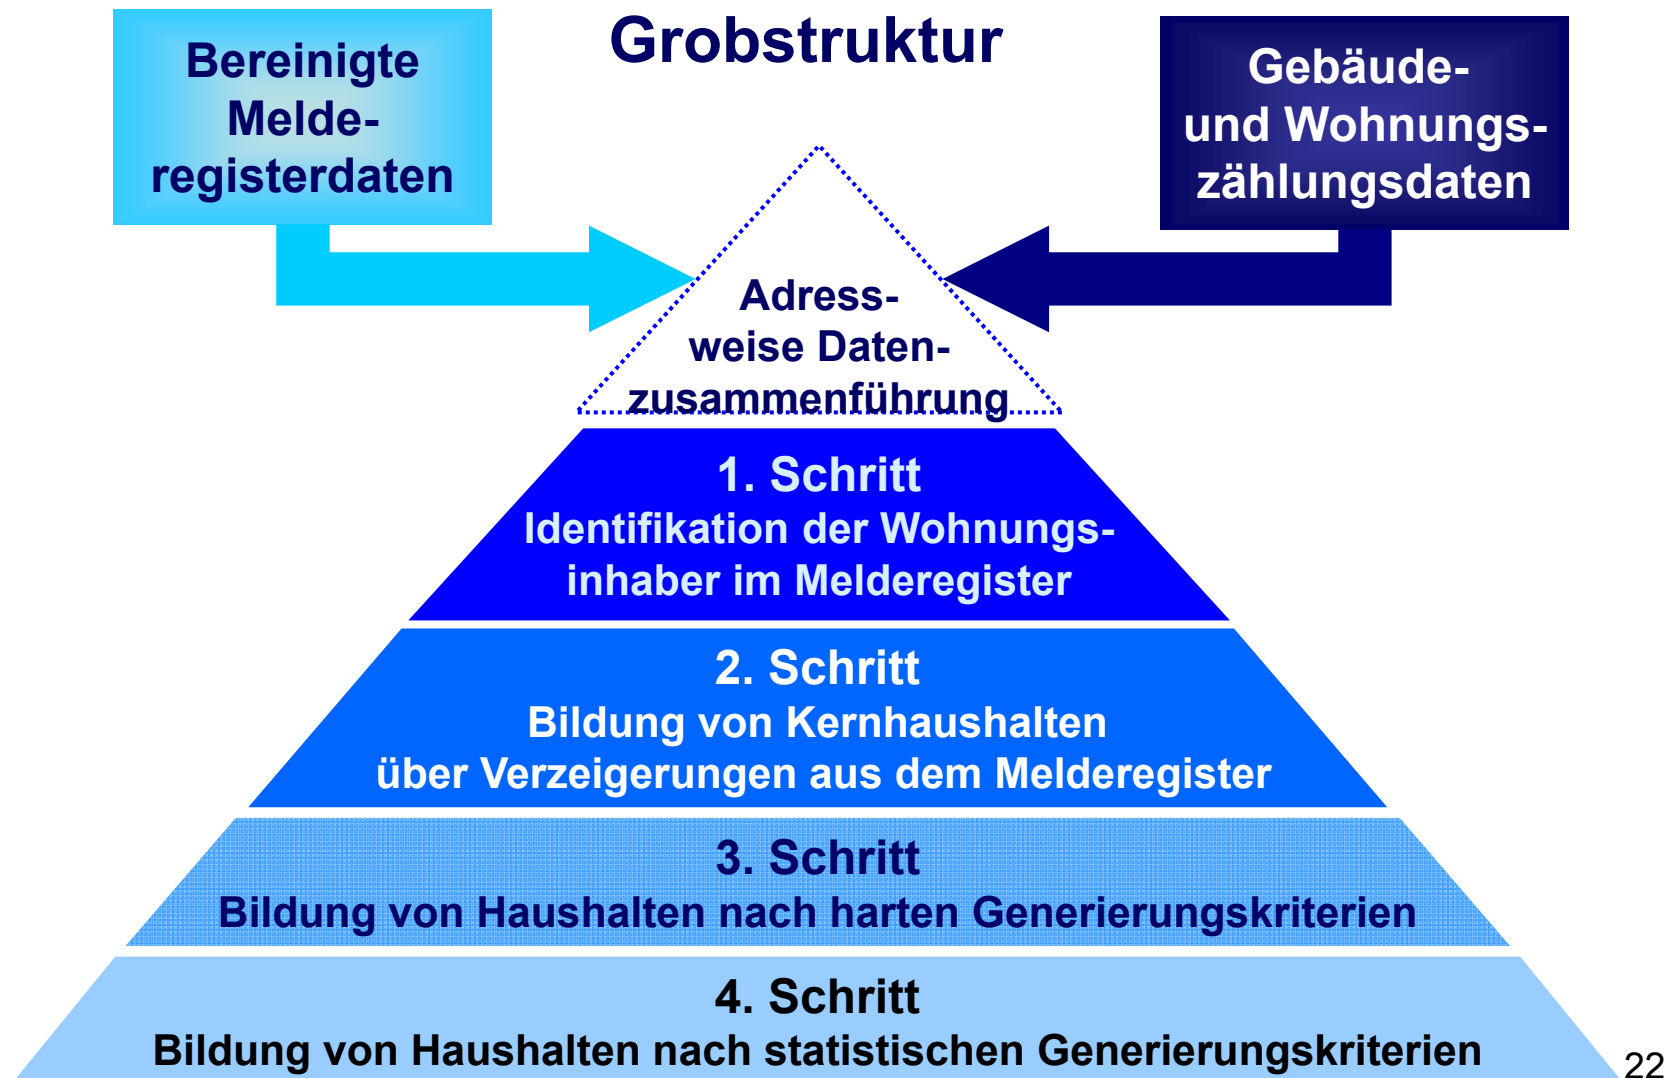 Grobstruktur
Bereinigte
Melde-
registerdaten
Gebäude-
und Wohnungs-
zählungsdaten
Adress-
weise Daten-
zusammenführung
1. Schritt
Identifikation der Wohnungs-
inhaber im Melderegister
2. Schritt
Bildung von Kernhaushalten
über Verzeigerungen aus dem Melderegister
3. Schritt
Bildung von Haushalten nach harten Generierungskriterien
4. Schritt
Bildung von Haushalten nach statistischen Generierungskriterien
22